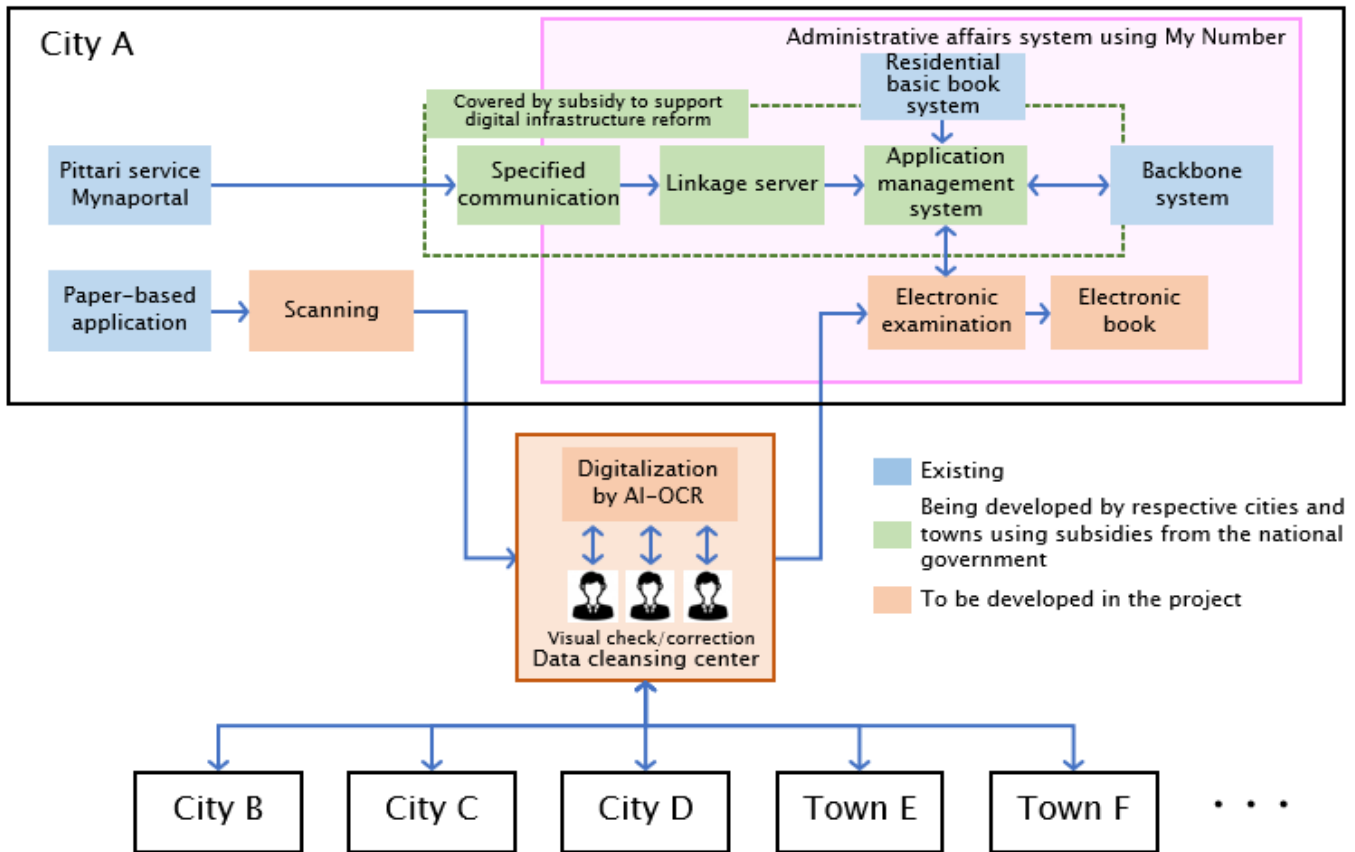 City A
Administrative affairs system using My Number
Residential
basic book
system
Covered by subsidy to support
digital infrastructure reform
Pittari service
Mynaportal
Specified
communication
Linkage server
Application
management
system
Backbone
system
Paper-based
application
Scanning
Electronic
examination
Electronic
book
Digitalization
by AI-OCR
Visual check/correction
Data cleansing center
Existing
Being developed by respective cities and
towns using subsidies from the national
government
To be developed in the project
City B
City C
City D
Town E
Town F
・・・